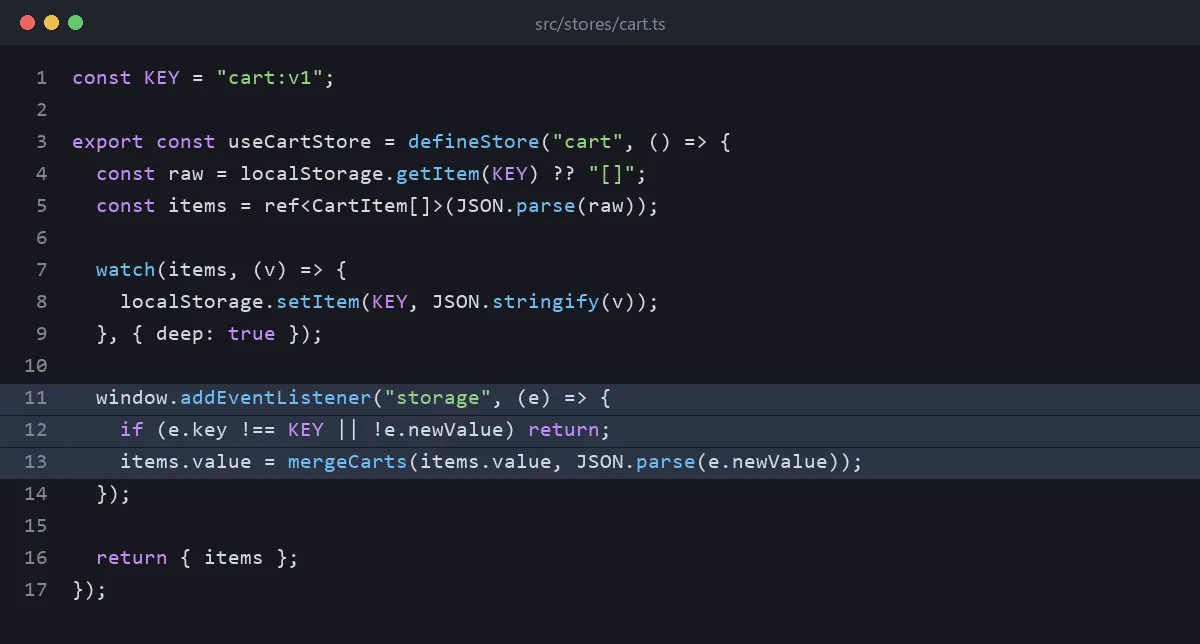 src/stores/cart.ts
1 const KEY = "cart:v1";
2
3 export const useCartStore = defineStore("cart", () => {
4   const raw = localStorage.getItem(KEY) ?? "[]";
5   const items = ref<CartItem[]>(JSON.parse(raw));
6
7   watch(items, (v) => {
8     localStorage.setItem(KEY, JSON.stringify(v));
9   }, { deep: true });
10
11   window.addEventListener("storage", (e) => {
12     if (e.key !== KEY || !e.newValue) return;
13     items.value = mergeCarts(items.value, JSON.parse(e.newValue));
14   });
15
16   return { items };
17 });